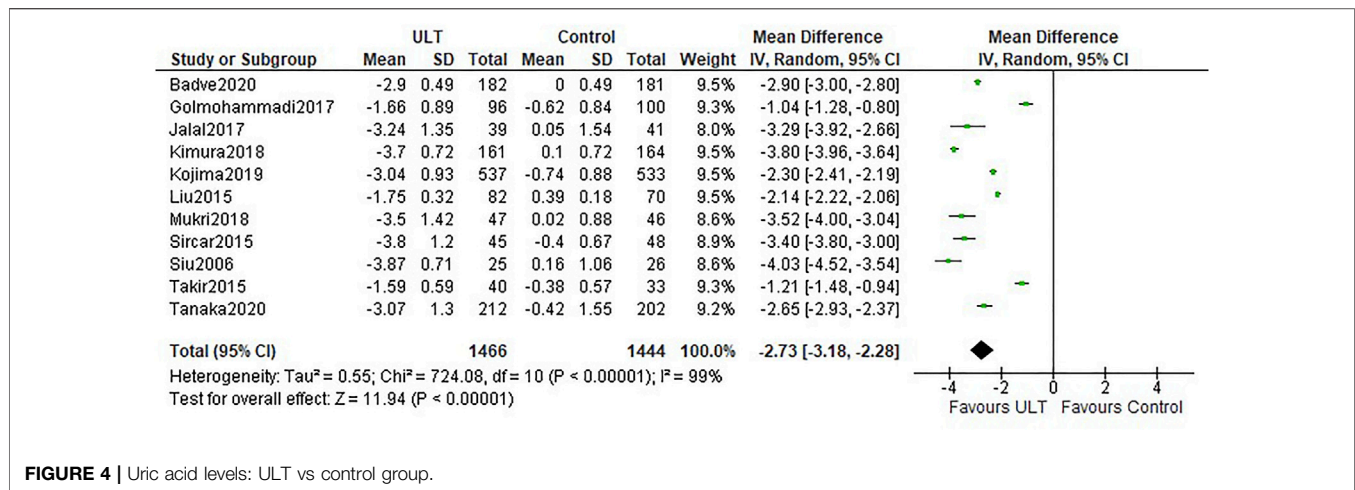 ULT Control Mean Difference Mean Difference
Study or Subgroup Mean SD Total Mean SD Total Weight IV, Random, 95% CI IV, Random, 95% CI
Badve2020 -2.9 0.49 182 0 0.49 181 9.5% -2.90 [-3.00, -2.80]
Golmohammadi2017 -1.66 0.89 96 -0.62 0.84 100 9.3% -1.04 [-1.28, -0.80]
Jalal2017 -3.24 1.35 39 0.05 1.54 41 8.0% -3.29 [-3.92, -2.66]
Kimura2018 -3.7 0.72 161 0.1 0.72 164 9.5% -3.80 [-3.96, -3.64]
Kojima2019 -3.04 0.93 537 -0.74 0.88 533 9.5% -2.30 [-2.41, -2.19]
Liu2015 -1.75 0.32 82 0.39 0.18 70 9.5% -2.14 [-2.22, -2.06]
Mukri2018 -3.5 1.42 47 0.02 0.88 46 8.6% -3.52 [-4.00, -3.04]
Sircar2015 -3.8 1.2 45 -0.4 0.67 48 8.9% -3.40 [-3.80, -3.00]
Siu2006 -3.87 0.71 25 0.16 1.06 26 8.6% -4.03 [-4.52, -3.54]
Takir2015 -1.59 0.59 40 -0.38 0.57 33 9.3% -1.21 [-1.48, -0.94]
Tanaka2020 -3.07 1.3 212 -0.42 1.55 202 9.2% -2.65 [-2.93, -2.37]
Total (95% CI) 1466 1444 100.0% -2.73 [-3.18, -2.28]
Heterogeneity: Tau² = 0.55; Chi² = 724.08, df = 10 (P < 0.00001); I² = 99%
Test for overall effect: Z = 11.94 (P < 0.00001)
-4 -2 0 2 4
Favours ULT Favours Control
FIGURE 4 | Uric acid levels: ULT vs control group.